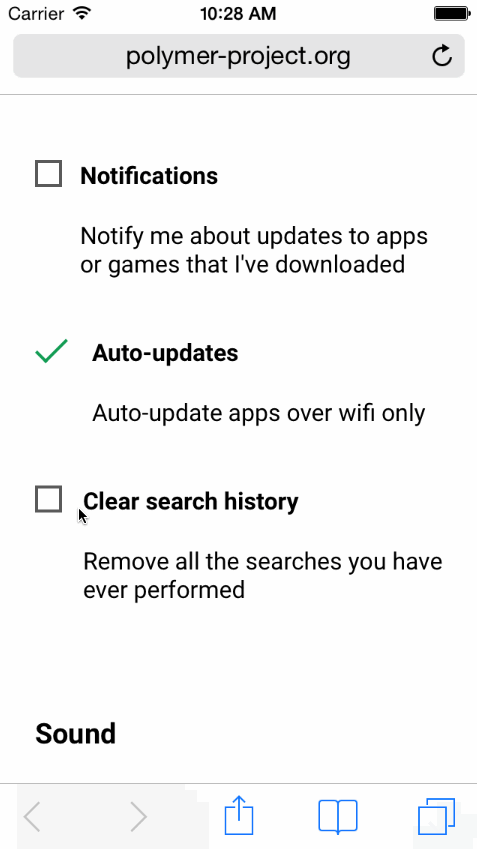 Carrier 10:28 AM
polymer-project.org
Notifications
Notify me about updates to apps
or games that I've downloaded
Auto-updates
Auto-update apps over wifi only
Clear search history
Remove all the searches you have
ever performed
Sound